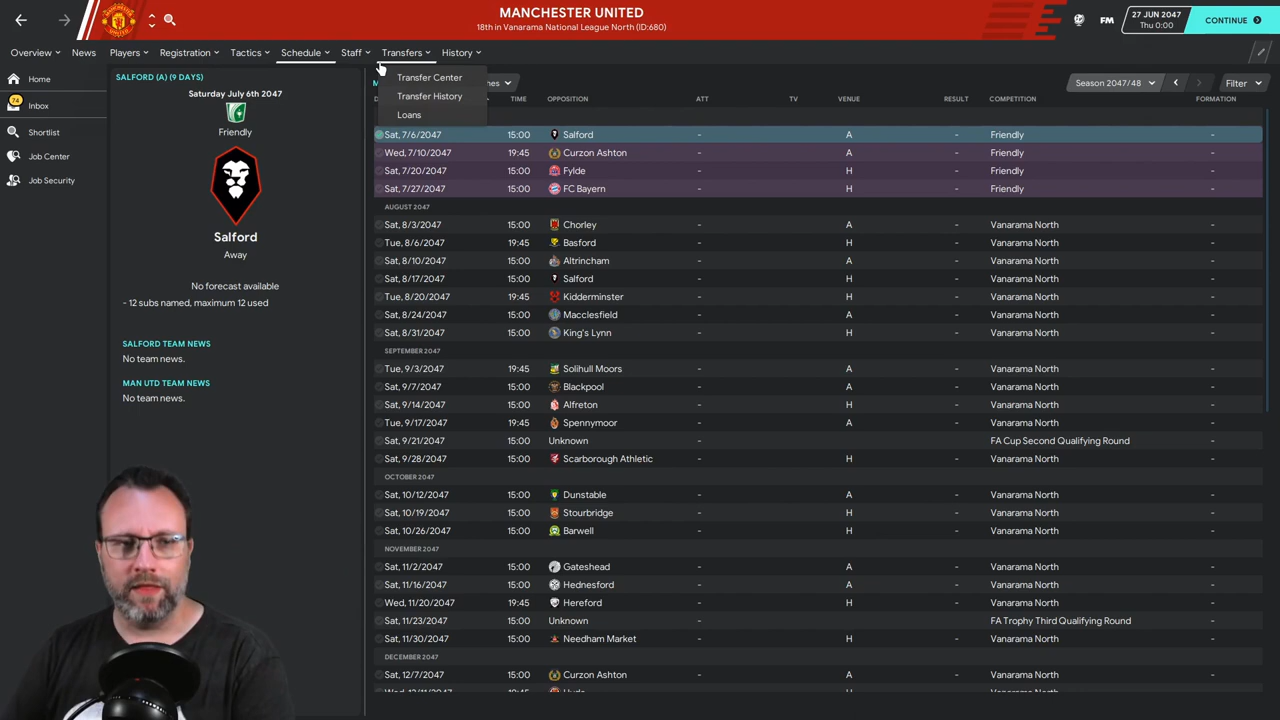 MANCHESTER UNITED
18th in Vanarama National League North (ID:680)
FM
27 JUN 2047
Thu 0:00
CONTINUE
Overview News Players Registration Tactics Schedule Staff Transfers History
Home
74
Inbox
Shortlist
Job Center
Job Security
SALFORD (A) (9 DAYS)
Saturday July 6th 2047
Friendly
Salford
Away
No forecast available
- 12 subs named, maximum 12 used
SALFORD TEAM NEWS
No team news.
MAN UTD TEAM NEWS
No team news.
Transfer Center
Transfer History
Loans
Season 2047/48
Filter
TIME OPPOSITION ATT TV VENUE RESULT COMPETITION FORMATION
Sat, 7/6/2047 15:00 Salford - A - Friendly -
Wed, 7/10/2047 19:45 Curzon Ashton - A - Friendly -
Sat, 7/20/2047 15:00 Fylde - H - Friendly -
Sat, 7/27/2047 15:00 FC Bayern - H - Friendly -
AUGUST 2047
Sat, 8/3/2047 15:00 Chorley - A - Vanarama North -
Tue, 8/6/2047 19:45 Basford - H - Vanarama North -
Sat, 8/10/2047 15:00 Altrincham - A - Vanarama North -
Sat, 8/17/2047 15:00 Salford - H - Vanarama North -
Tue, 8/20/2047 19:45 Kidderminster - H - Vanarama North -
Sat, 8/24/2047 15:00 Macclesfield - A - Vanarama North -
Sat, 8/31/2047 15:00 King's Lynn - H - Vanarama North -
SEPTEMBER 2047
Tue, 9/3/2047 19:45 Solihull Moors - A - Vanarama North -
Sat, 9/7/2047 15:00 Blackpool - A - Vanarama North -
Sat, 9/14/2047 15:00 Alfreton - H - Vanarama North -
Tue, 9/17/2047 19:45 Spennymoor - A - Vanarama North -
Sat, 9/21/2047 15:00 Unknown - - FA Cup Second Qualifying Round -
Sat, 9/28/2047 15:00 Scarborough Athletic - H - Vanarama North -
OCTOBER 2047
Sat, 10/12/2047 15:00 Dunstable - A - Vanarama North -
Sat, 10/19/2047 15:00 Stourbridge - H - Vanarama North -
Sat, 10/26/2047 15:00 Barwell - H - Vanarama North -
NOVEMBER 2047
Sat, 11/2/2047 15:00 Gateshead - A - Vanarama North -
Sat, 11/16/2047 15:00 Hednesford - A - Vanarama North -
Wed, 11/20/2047 19:45 Hereford - H - Vanarama North -
Sat, 11/23/2047 15:00 Unknown - - FA Trophy Third Qualifying Round -
Sat, 11/30/2047 15:00 Needham Market - H - Vanarama North -
DECEMBER 2047
Sat, 12/7/2047 15:00 Curzon Ashton - A - Vanarama North -